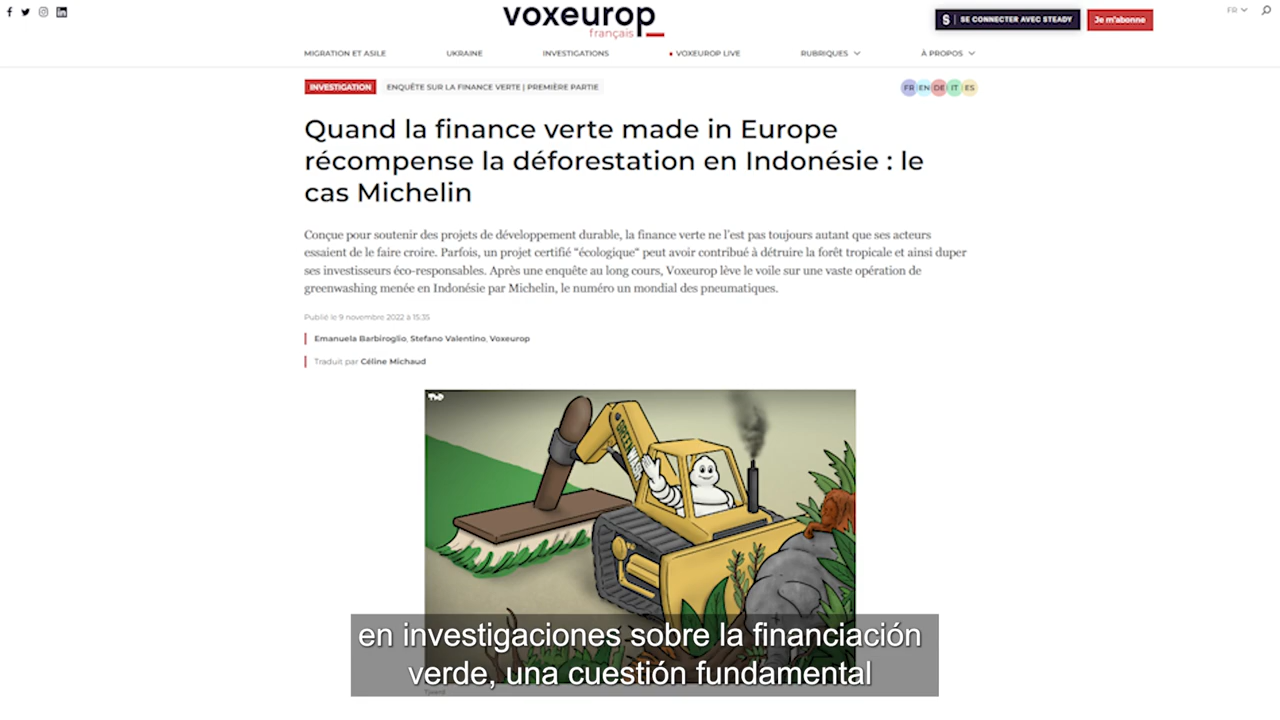 voxeurop
français
SE CONNECTER AVEC STEADY
Je m'abonne
FR
MIGRATION ET ASILE
UKRAINE
INVESTIGATIONS
VOXEUROP LIVE
RUBRIQUES
À PROPOS
INVESTIGATION
ENQUÊTE SUR LA FINANCE VERTE | PREMIÈRE PARTIE
FR EN DE IT ES
Quand la finance verte made in Europe
récompense la déforestation en Indonésie : le
cas Michelin
Conçue pour soutenir des projets de développement durable, la finance verte ne l'est pas toujours autant que ses acteurs
essaient de le faire croire. Parfois, un projet certifié "écologique" peut avoir contribué à détruire la forêt tropicale et ainsi duper
ses investisseurs éco-responsables. Après une enquête au long cours, Voxeurop lève le voile sur une vaste opération de
greenwashing menée en Indonésie par Michelin, le numéro un mondial des pneumatiques.
Publié le 9 novembre 2022 à 15:35
Emanuela Barbiroglio, Stefano Valentino, Voxeurop
Traduit par Céline Michaud
GREENWASH
en investigaciones sobre la financiación
verde, una cuestión fundamental